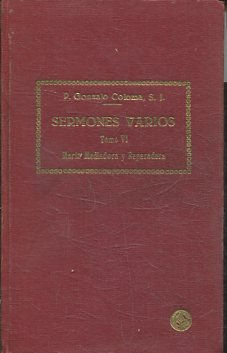 P. Gonzalo Coloma, S. J.
SERMONES VARIOS
Tomo VI
María Mediadora y Reparadora